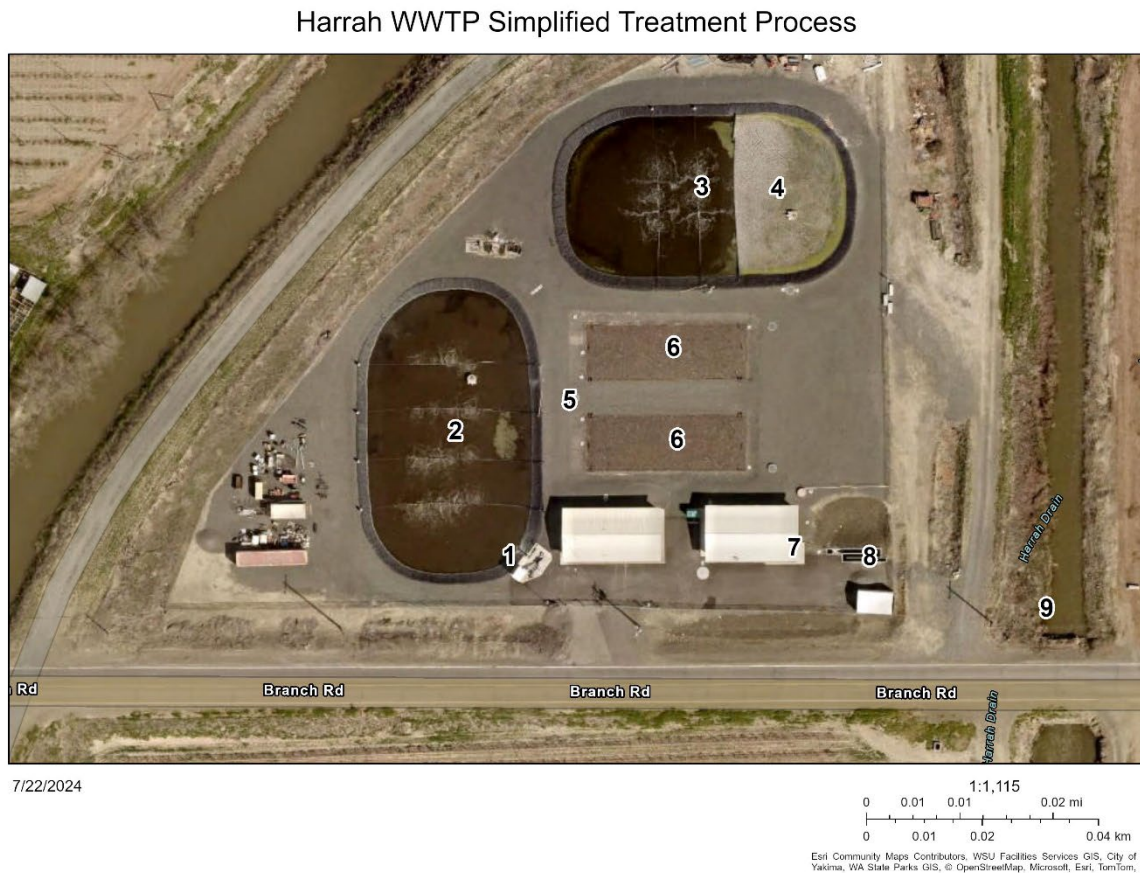 Harrah WWTP Simplified Treatment Process
3
4
6
5
6
2
1
7
8
Harrah Drain
9
Rd
Branch Rd
Branch Rd
Branch Rd
Harrah Drain
7/22/2024
1:1,115
0 0.01 0.01 0.02 mi
0 0.01 0.02 0.04 km
Esri Community Maps Contributors, WSU Facilities Services GIS, City of
Yakima, WA State Parks GIS, © OpenStreetMap, Microsoft, Esri, TomTom,